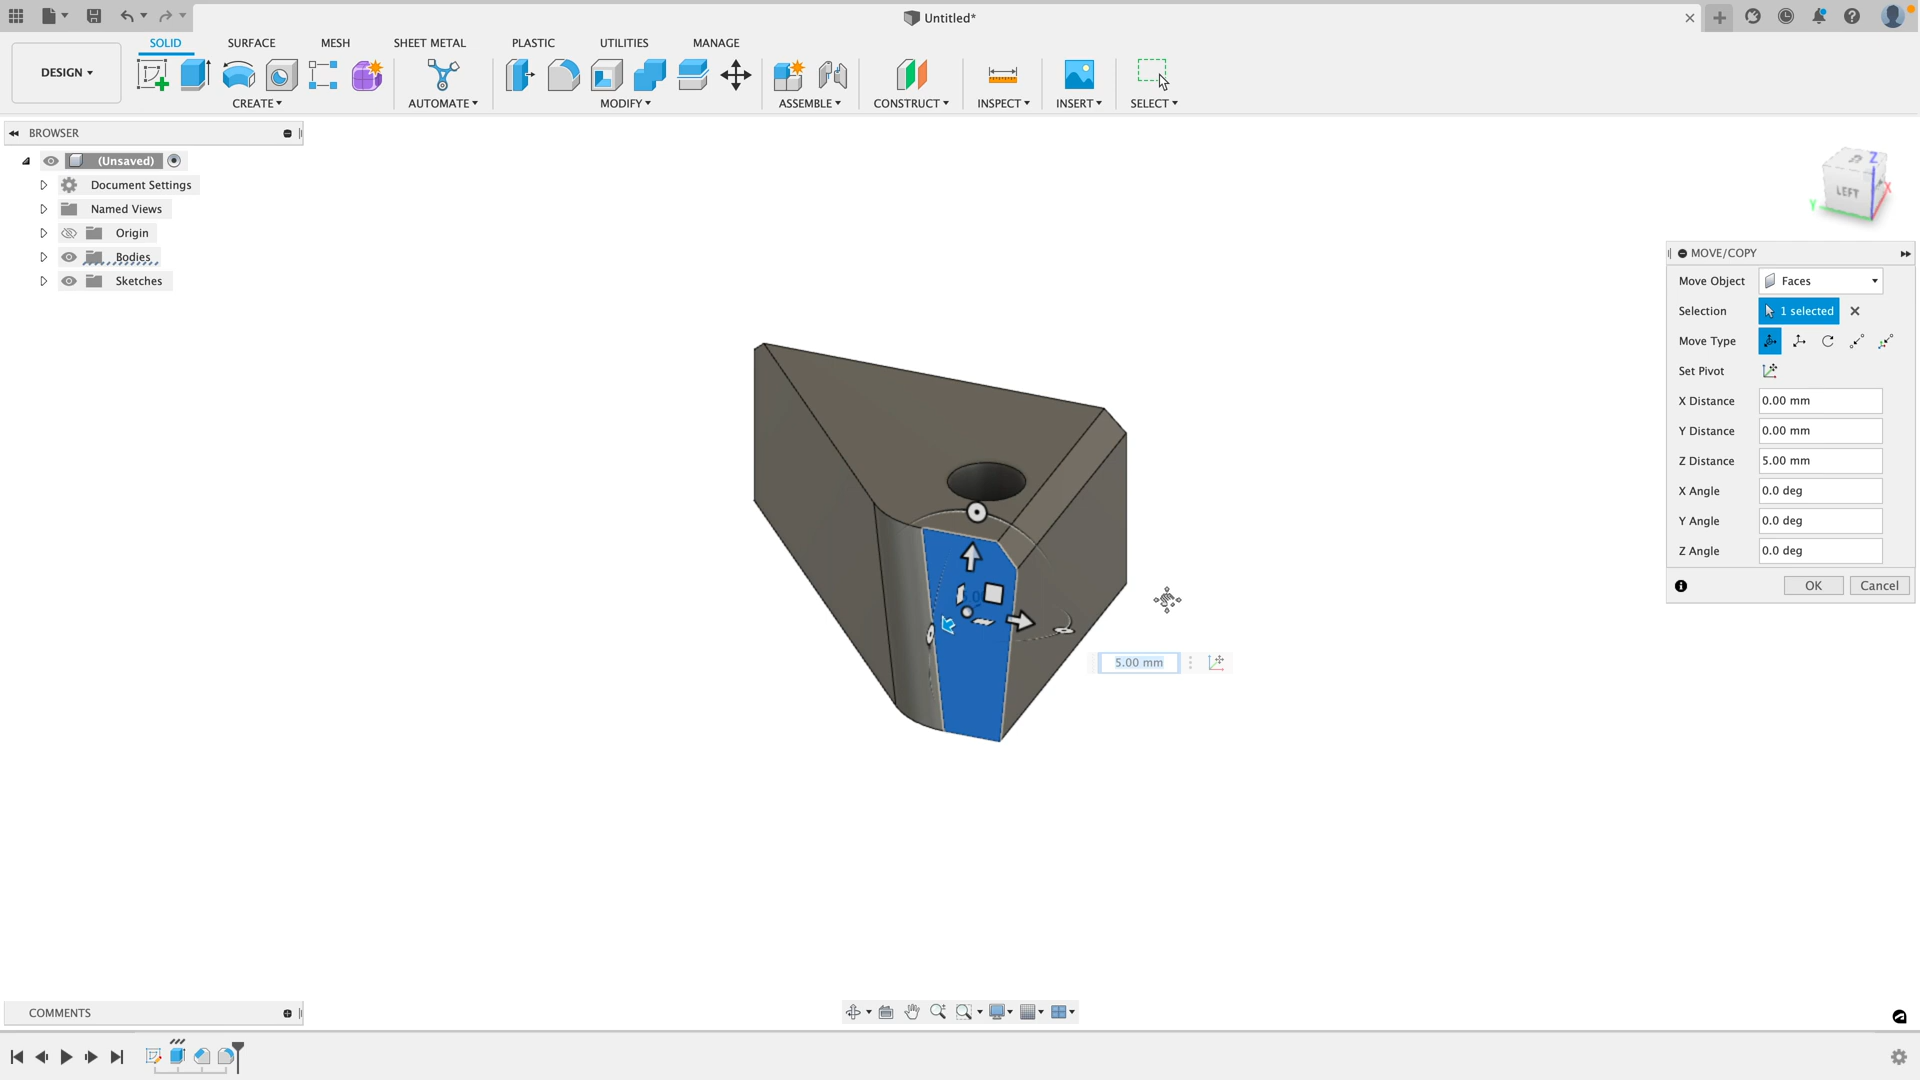 Untitled*
DESIGN
SOLID
SURFACE
MESH
SHEET METAL
PLASTIC
UTILITIES
MANAGE
CREATE
AUTOMATE
MODIFY
ASSEMBLE
CONSTRUCT
INSPECT
INSERT
SELECT
BROWSER
(Unsaved)
Document Settings
Named Views
Origin
Bodies
Sketches
Z
LEFT
X
Y
MOVE/COPY
Move Object Faces
Selection 1 selected
Move Type
Set Pivot
X Distance 0.00 mm
Y Distance 0.00 mm
Z Distance 5.00 mm
X Angle 0.0 deg
Y Angle 0.0 deg
Z Angle 0.0 deg
OK Cancel
5.00 mm
COMMENTS